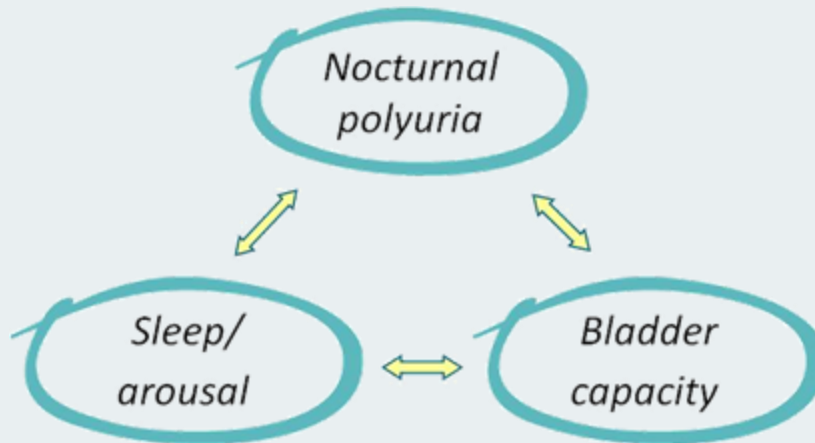 Nocturnal
polyuria
Sleep/
arousal
Bladder
capacity